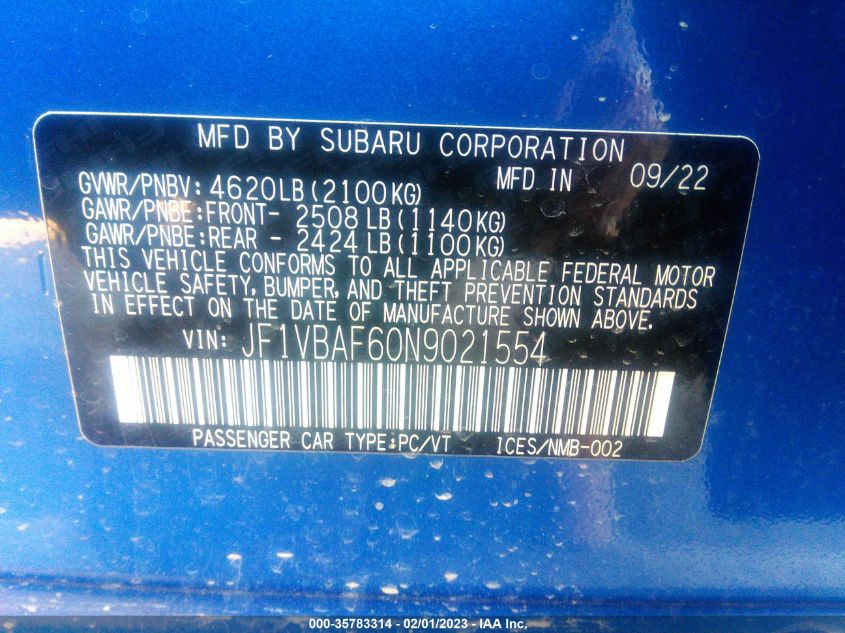 MFD BY SUBARU CORPORATION
MFD IN 09/22
GVWR/PNBV: 4620LB (2100KG)
GAWR/PNBE:FRONT- 2508 LB (1140KG)
GAWR/PNBE:REAR - 2424 LB (1100KG)
THIS VEHICLE CONFORMS TO ALL APPLICABLE FEDERAL MOTOR
VEHICLE SAFETY, BUMPER, AND THEFT PREVENTION STANDARDS
IN EFFECT ON THE DATE OF MANUFACTURE SHOWN ABOVE.
VIN: JF1VBAF60N9021554
PASSENGER CAR TYPE:PC/VT ICES/NMB-002
000-35783314 - 02/01/2023 - IAA Inc.